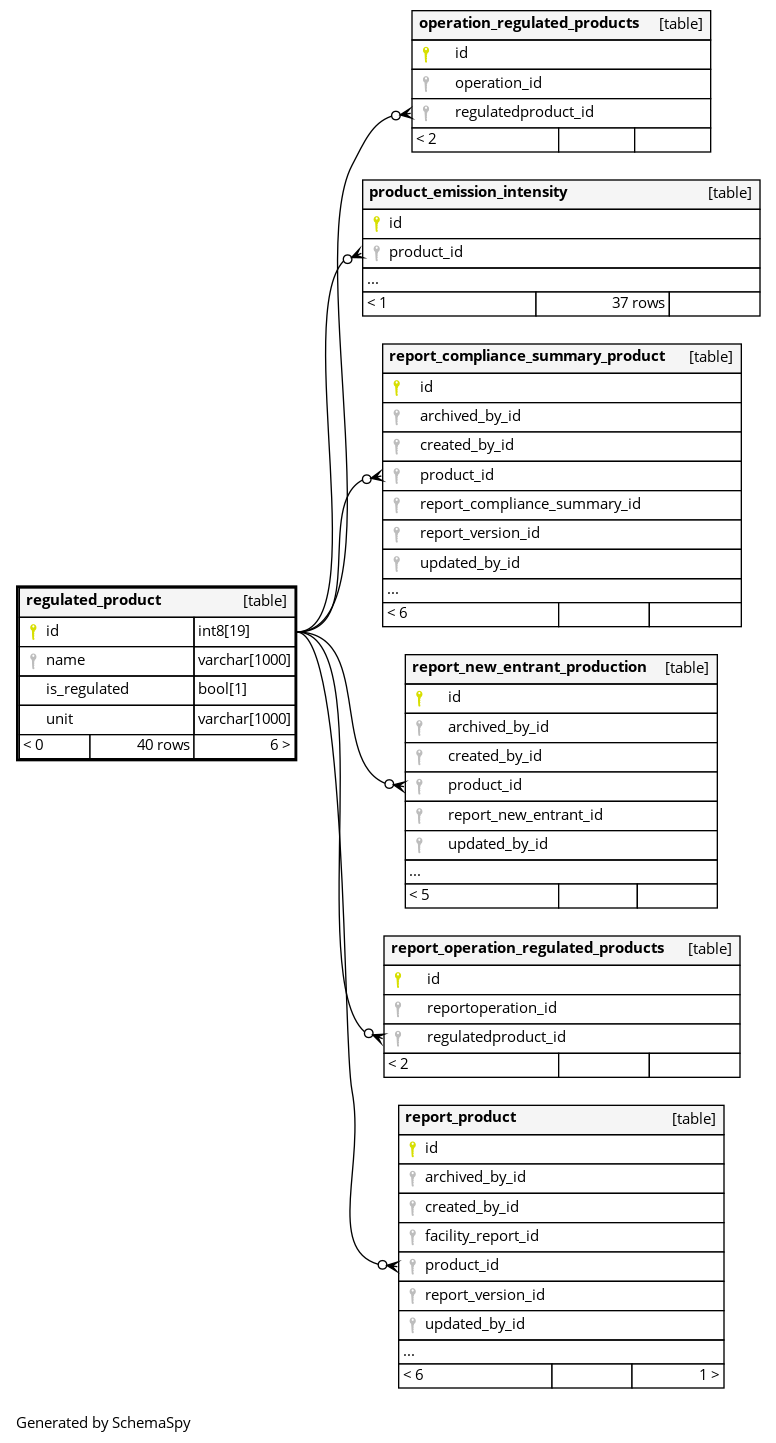 operation_regulated_products [table]
id
operation_id
regulatedproduct_id
< 2
product_emission_intensity [table]
id
product_id
...
< 1 37 rows
report_compliance_summary_product [table]
id
archived_by_id
created_by_id
product_id
report_compliance_summary_id
report_version_id
updated_by_id
...
< 6
regulated_product [table]
id int8[19]
name varchar[1000]
is_regulated bool[1]
unit varchar[1000]
< 0 40 rows 6 >
report_new_entrant_production [table]
id
archived_by_id
created_by_id
product_id
report_new_entrant_id
updated_by_id
...
< 5
report_operation_regulated_products [table]
id
reportoperation_id
regulatedproduct_id
< 2
report_product [table]
id
archived_by_id
created_by_id
facility_report_id
product_id
report_version_id
updated_by_id
...
< 6 1 >
Generated by SchemaSpy